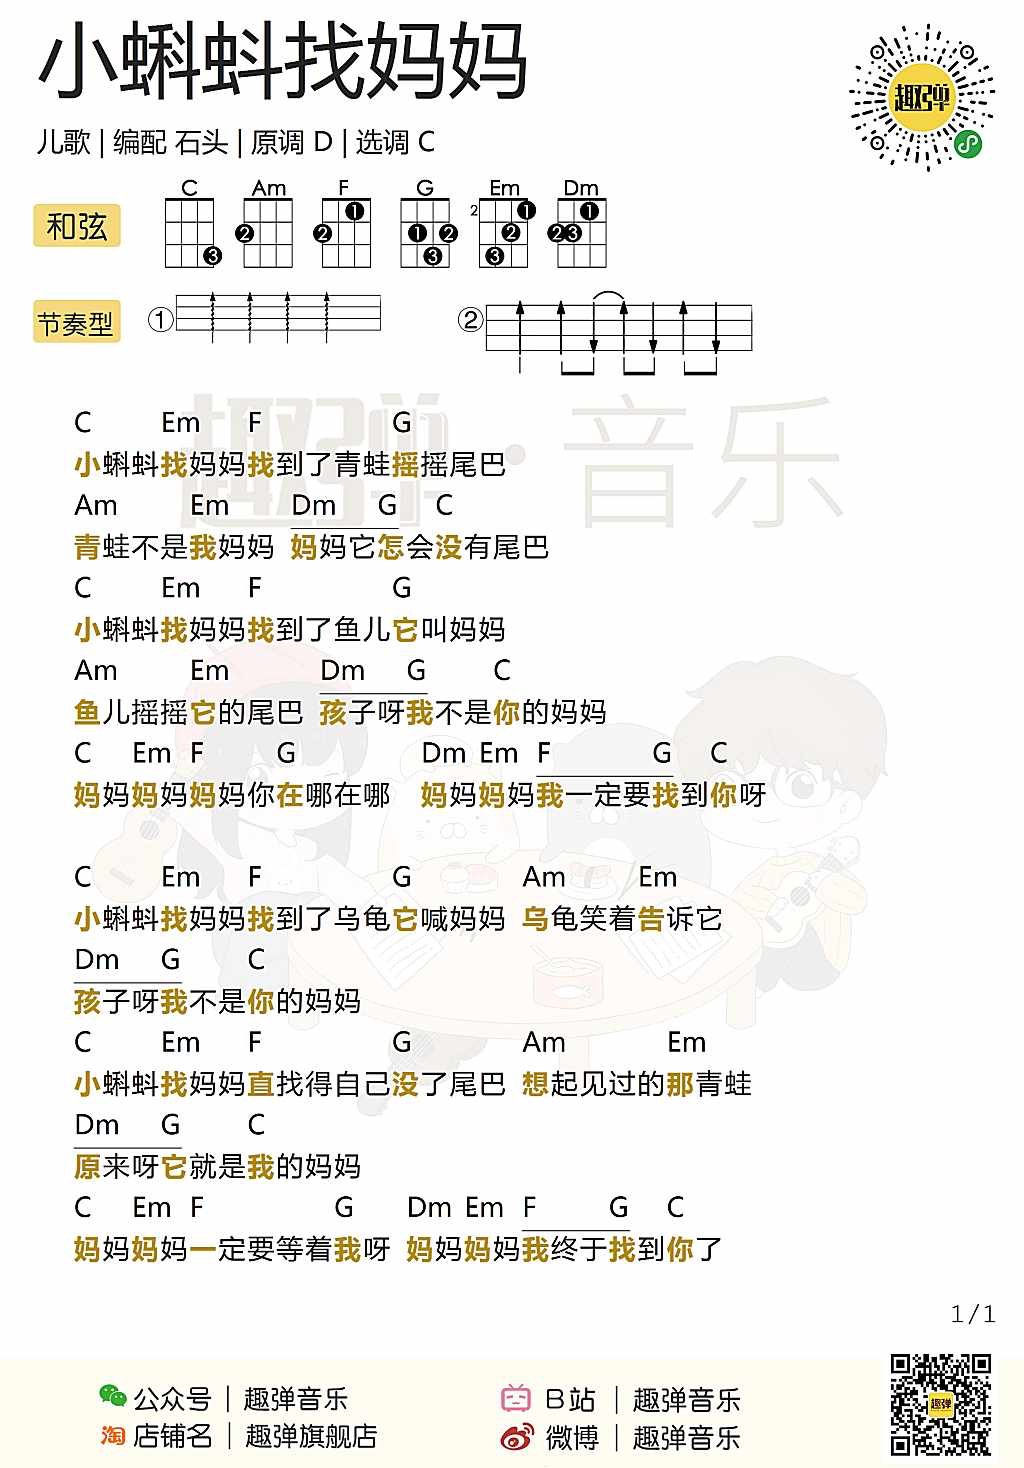 小蝌蚪找妈妈
趣弹
儿歌 | 编配 石头 | 原调 D | 选调 C
和弦 C Am F G Em Dm
3 2 2 1 1 2 3 2 1 2 3 1 2 3
节奏型 ① ②
趣弹·音乐
C Em F G
小蝌蚪找妈妈找到了青蛙摇摇尾巴
Am Em Dm G C
青蛙不是我妈妈 妈妈它怎会没有尾巴
C Em F G
小蝌蚪找妈妈找到了鱼儿它叫妈妈
Am Em Dm G C
鱼儿摇摇它的尾巴 孩子呀我不是你的妈妈
C Em F G Dm Em F G C
妈妈妈妈妈妈你在哪在哪 妈妈妈妈我一定要找到你呀
C Em F G Am Em
小蝌蚪找妈妈找到了乌龟它喊妈妈 乌龟笑着告诉它
Dm G C
孩子呀我不是你的妈妈
C Em F G Am Em
小蝌蚪找妈妈直找得自己没了尾巴 想起见过的那青蛙
Dm G C
原来呀它就是我的妈妈
C Em F G Dm Em F G C
妈妈妈妈一定要等着我呀 妈妈妈妈我终于找到你了
1/1
公众号 | 趣弹音乐 B站 | 趣弹音乐
淘 店铺名 | 趣弹旗舰店 微博 | 趣弹音乐
趣弹